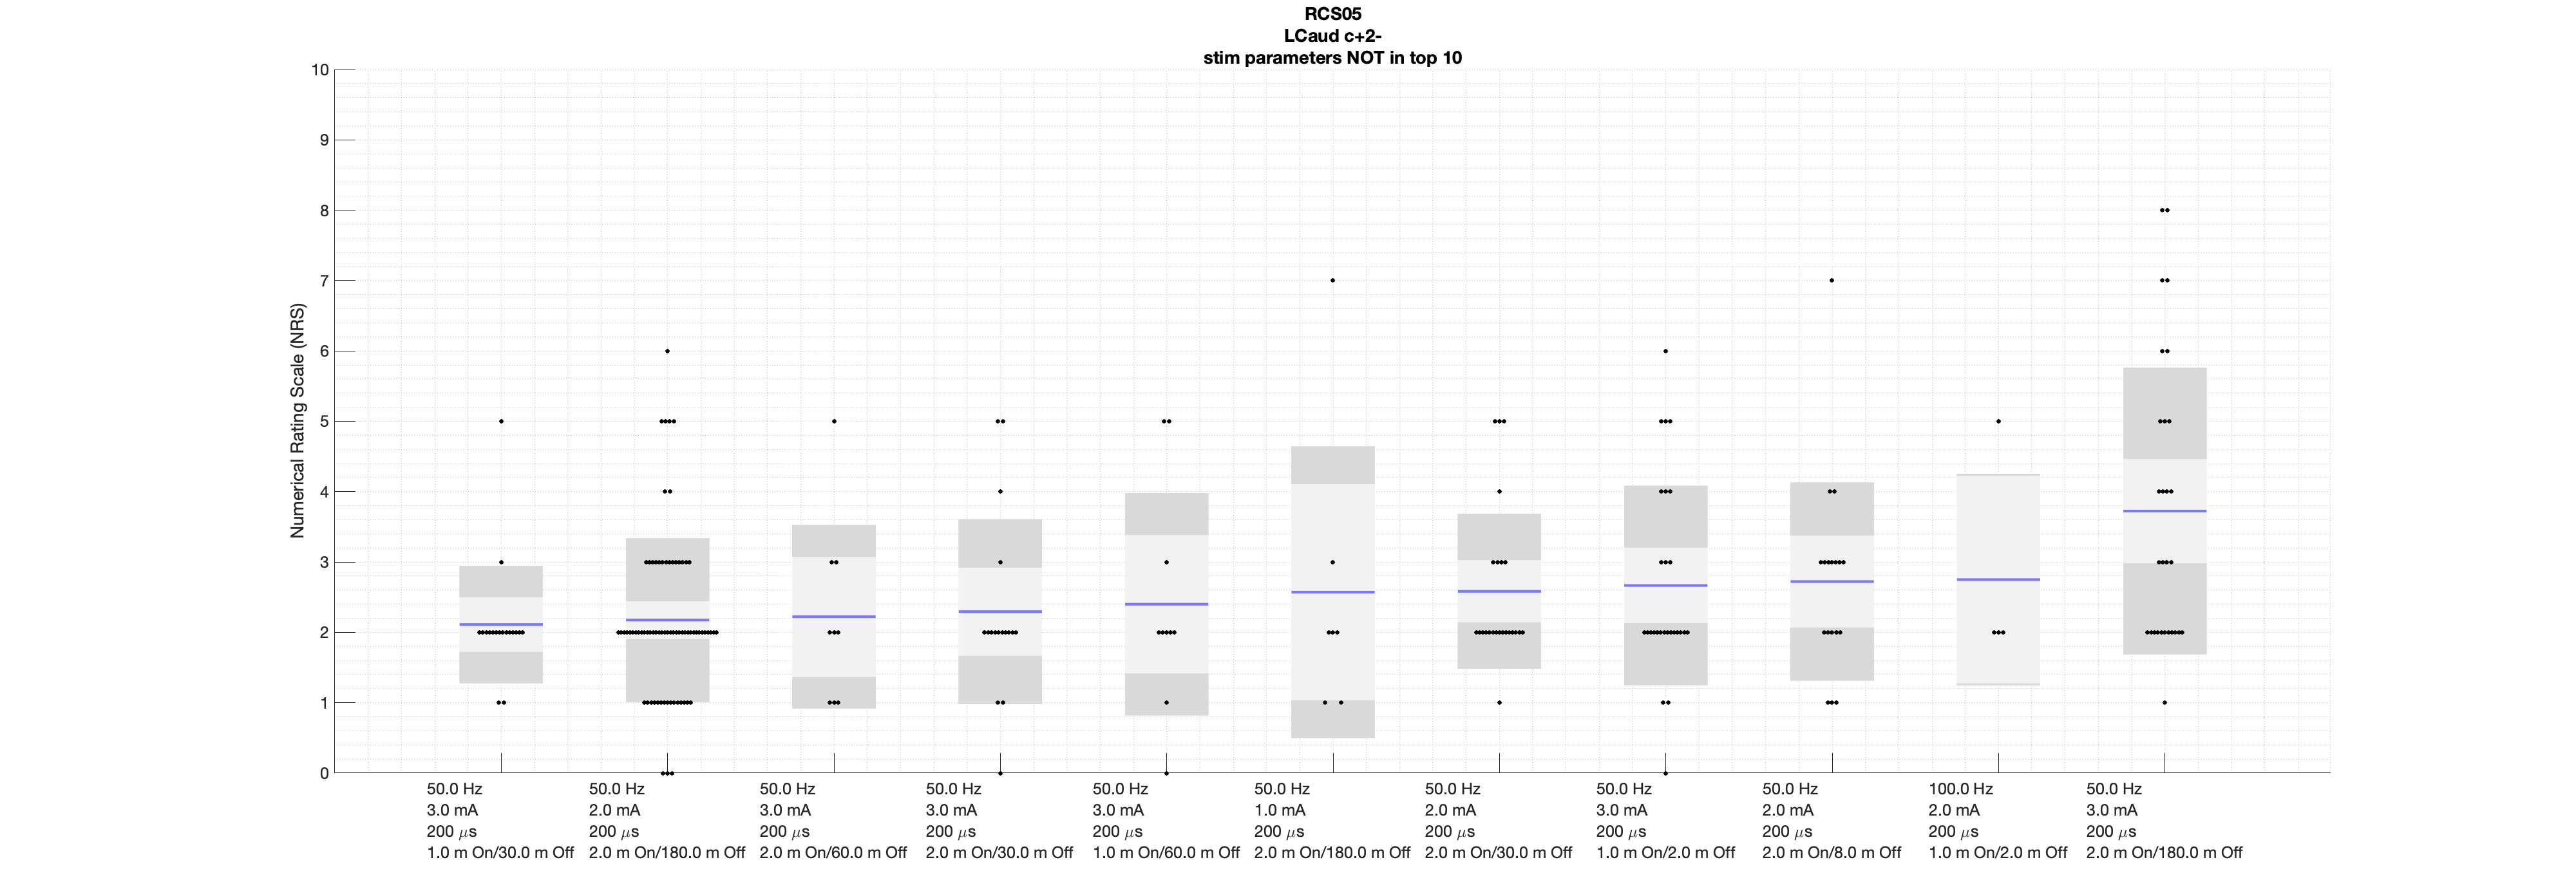 RCS05
LCaud c+2-
stim parameters NOT in top 10
Numerical Rating Scale (NRS)
10
9
8
7
6
5
4
3
2
1
0
50.0 Hz
3.0 mA
200 μs
1.0 m On/30.0 m Off
50.0 Hz
2.0 mA
200 μs
2.0 m On/180.0 m Off
50.0 Hz
3.0 mA
200 μs
2.0 m On/60.0 m Off
50.0 Hz
3.0 mA
200 μs
2.0 m On/30.0 m Off
50.0 Hz
3.0 mA
200 μs
1.0 m On/60.0 m Off
50.0 Hz
1.0 mA
200 μs
2.0 m On/180.0 m Off
50.0 Hz
2.0 mA
200 μs
2.0 m On/30.0 m Off
50.0 Hz
3.0 mA
200 μs
1.0 m On/2.0 m Off
50.0 Hz
2.0 mA
200 μs
2.0 m On/8.0 m Off
100.0 Hz
2.0 mA
200 μs
1.0 m On/2.0 m Off
50.0 Hz
3.0 mA
200 μs
2.0 m On/180.0 m Off